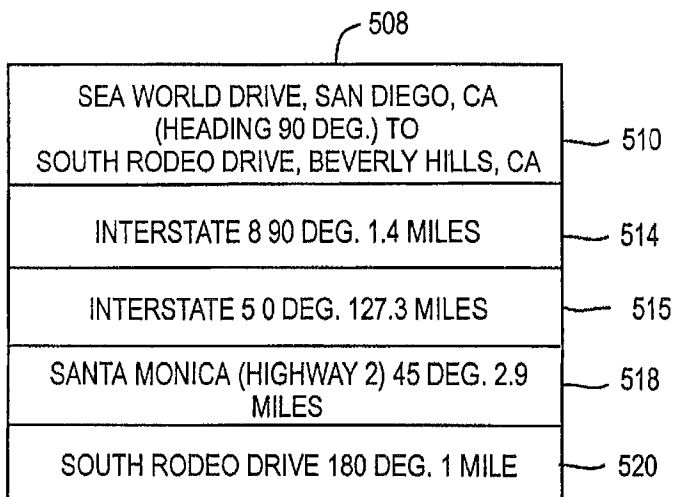 508
SEA WORLD DRIVE, SAN DIEGO, CA
(HEADING 90 DEG.) TO
SOUTH RODEO DRIVE, BEVERLY HILLS, CA
510
INTERSTATE 8 90 DEG. 1.4 MILES
514
INTERSTATE 5 0 DEG. 127.3 MILES
515
SANTA MONICA (HIGHWAY 2) 45 DEG. 2.9
MILES
518
SOUTH RODEO DRIVE 180 DEG. 1 MILE
520